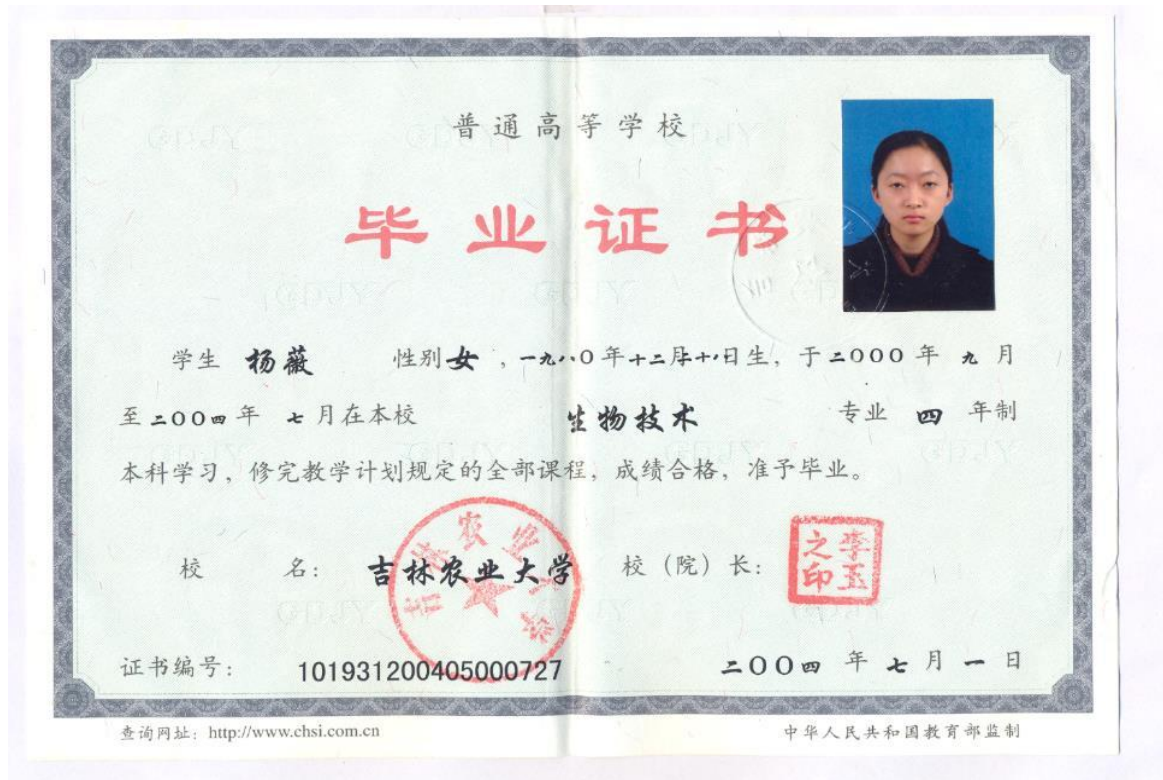 普通高等学校
毕业证书
学生 杨薇 性别女，一九八〇年十二月十八日生，于二〇〇〇年 九 月
至二〇〇四年 七 月在本校 生物技术 专业 四 年制
本科学习，修完教学计划规定的全部课程，成绩合格，准予毕业。
校 名： 吉林农业大学 校（院）长： 李玉之印
吉林农业大学
证书编号： 101931200405000727 二〇〇四 年 七 月 一 日
查询网址：http://www.chsi.com.cn 中华人民共和国教育部监制